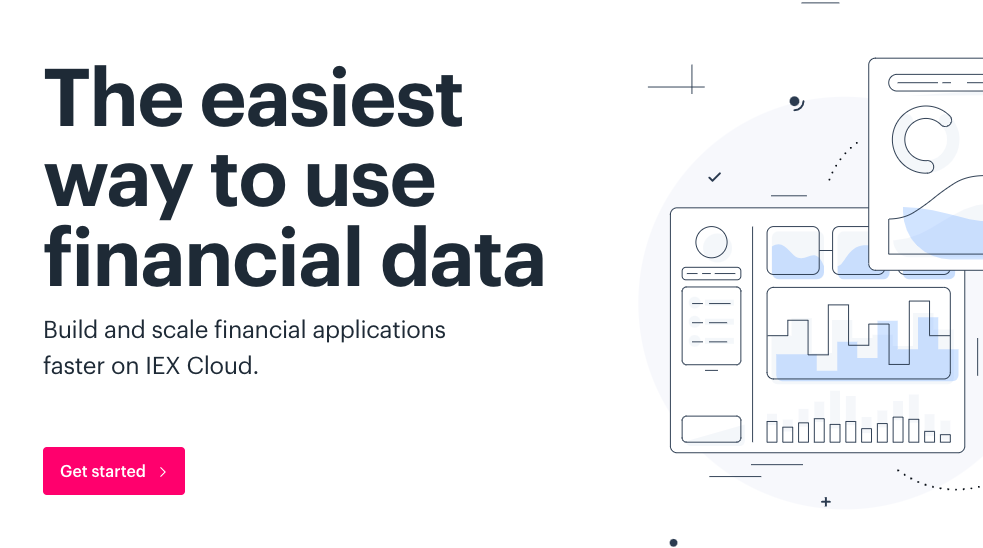 The easiest
way to use
financial data
Build and scale financial applications
faster on IEX Cloud.
Get started